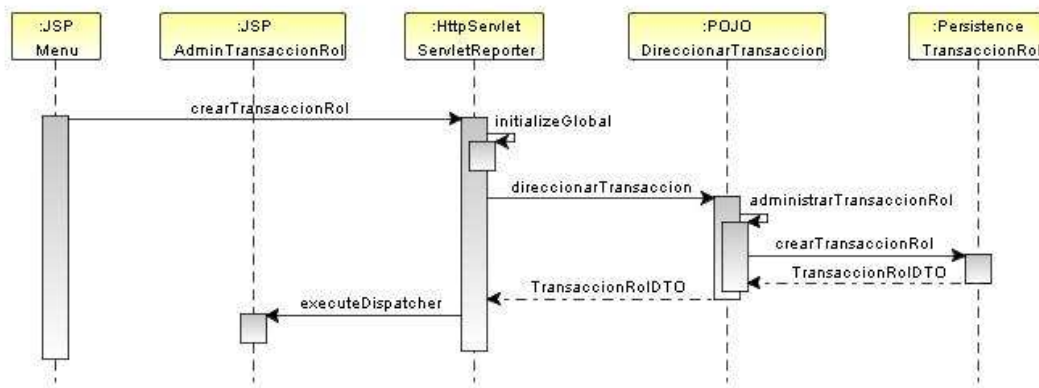 :JSP
Menu
:JSP
AdminTransaccionRol
:HttpServlet
ServletReporter
:POJO
DireccionarTransaccion
:Persistence
TransaccionRol
crearTransaccionRol
initializeGlobal
direccionarTransaccion
administrarTransaccionRol
crearTransaccionRol
TransaccionRolDTO
TransaccionRolDTO
executeDispatcher